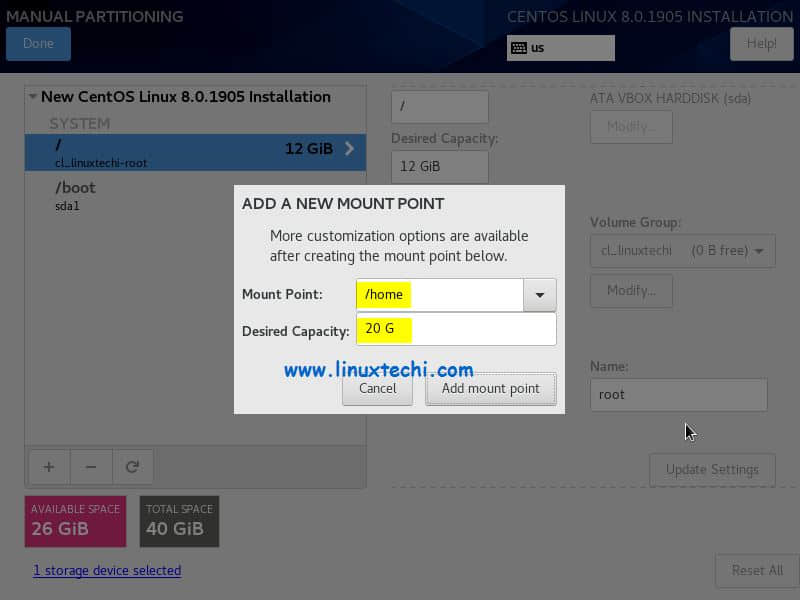 MANUAL PARTITIONING
CENTOS LINUX 8.0.1905 INSTALLATION
Done
us
Help!
New CentOS Linux 8.0.1905 Installation
SYSTEM
/
12 GiB
cl_linuxtechi-root
/boot
sda1
/
Desired Capacity:
12 GiB
ATA VBOX HARDDISK (sda)
Modify...
Volume Group:
cl_linuxtechi (0 B free)
Modify...
Name:
root
Update Settings
ADD A NEW MOUNT POINT
More customization options are available
after creating the mount point below.
Mount Point:
/home
Desired Capacity:
20 G
www.linuxtechi.com
Cancel
Add mount point
AVAILABLE SPACE
26 GiB
TOTAL SPACE
40 GiB
1 storage device selected
Reset All